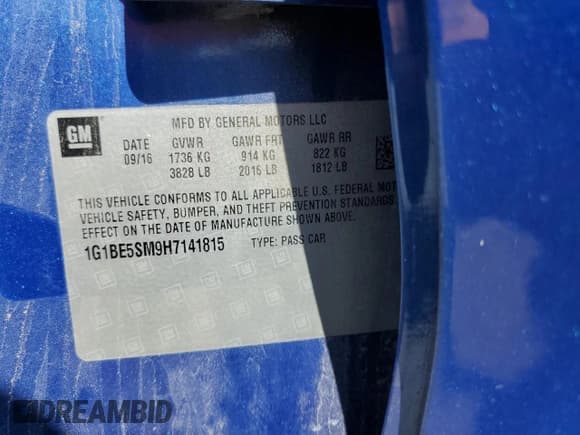 GM
MFD BY GENERAL MOTORS LLC
DATE GVWR GAWR FRT GAWR RR
09/16 1736 KG 914 KG 822 KG
3828 LB 2016 LB 1812 LB
THIS VEHICLE CONFORMS TO ALL APPLICABLE U.S. FEDERAL MOT
VEHICLE SAFETY, BUMPER, AND THEFT PREVENTION STANDARDS
EFFECT ON THE DATE OF MANUFACTURE SHOWN ABOVE.
1G1BE5SM9H7141815 TYPE: PASS CAR
DREAMBID